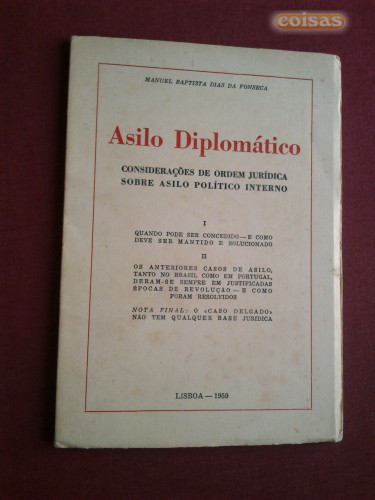 coisas
MANUEL BAPTISTA DIAS DA FONSECA
Asilo Diplomático
CONSIDERAÇÕES DE ORDEM JURÍDICA
SOBRE ASILO POLÍTICO INTERNO
I
QUANDO PODE SER CONCEDIDO — E COMO
DEVE SER MANTIDO E SOLUCIONADO
II
OS ANTERIORES CASOS DE ASILO,
TANTO NO BRASIL COMO EM PORTUGAL,
DERAM-SE SEMPRE EM JUSTIFICADAS
ÉPOCAS DE REVOLUÇÃO — E COMO
FORAM RESOLVIDOS
NOTA FINAL: O «CASO DELGADO»
NÃO TEM QUALQUER BASE JURÍDICA
LISBOA — 1959